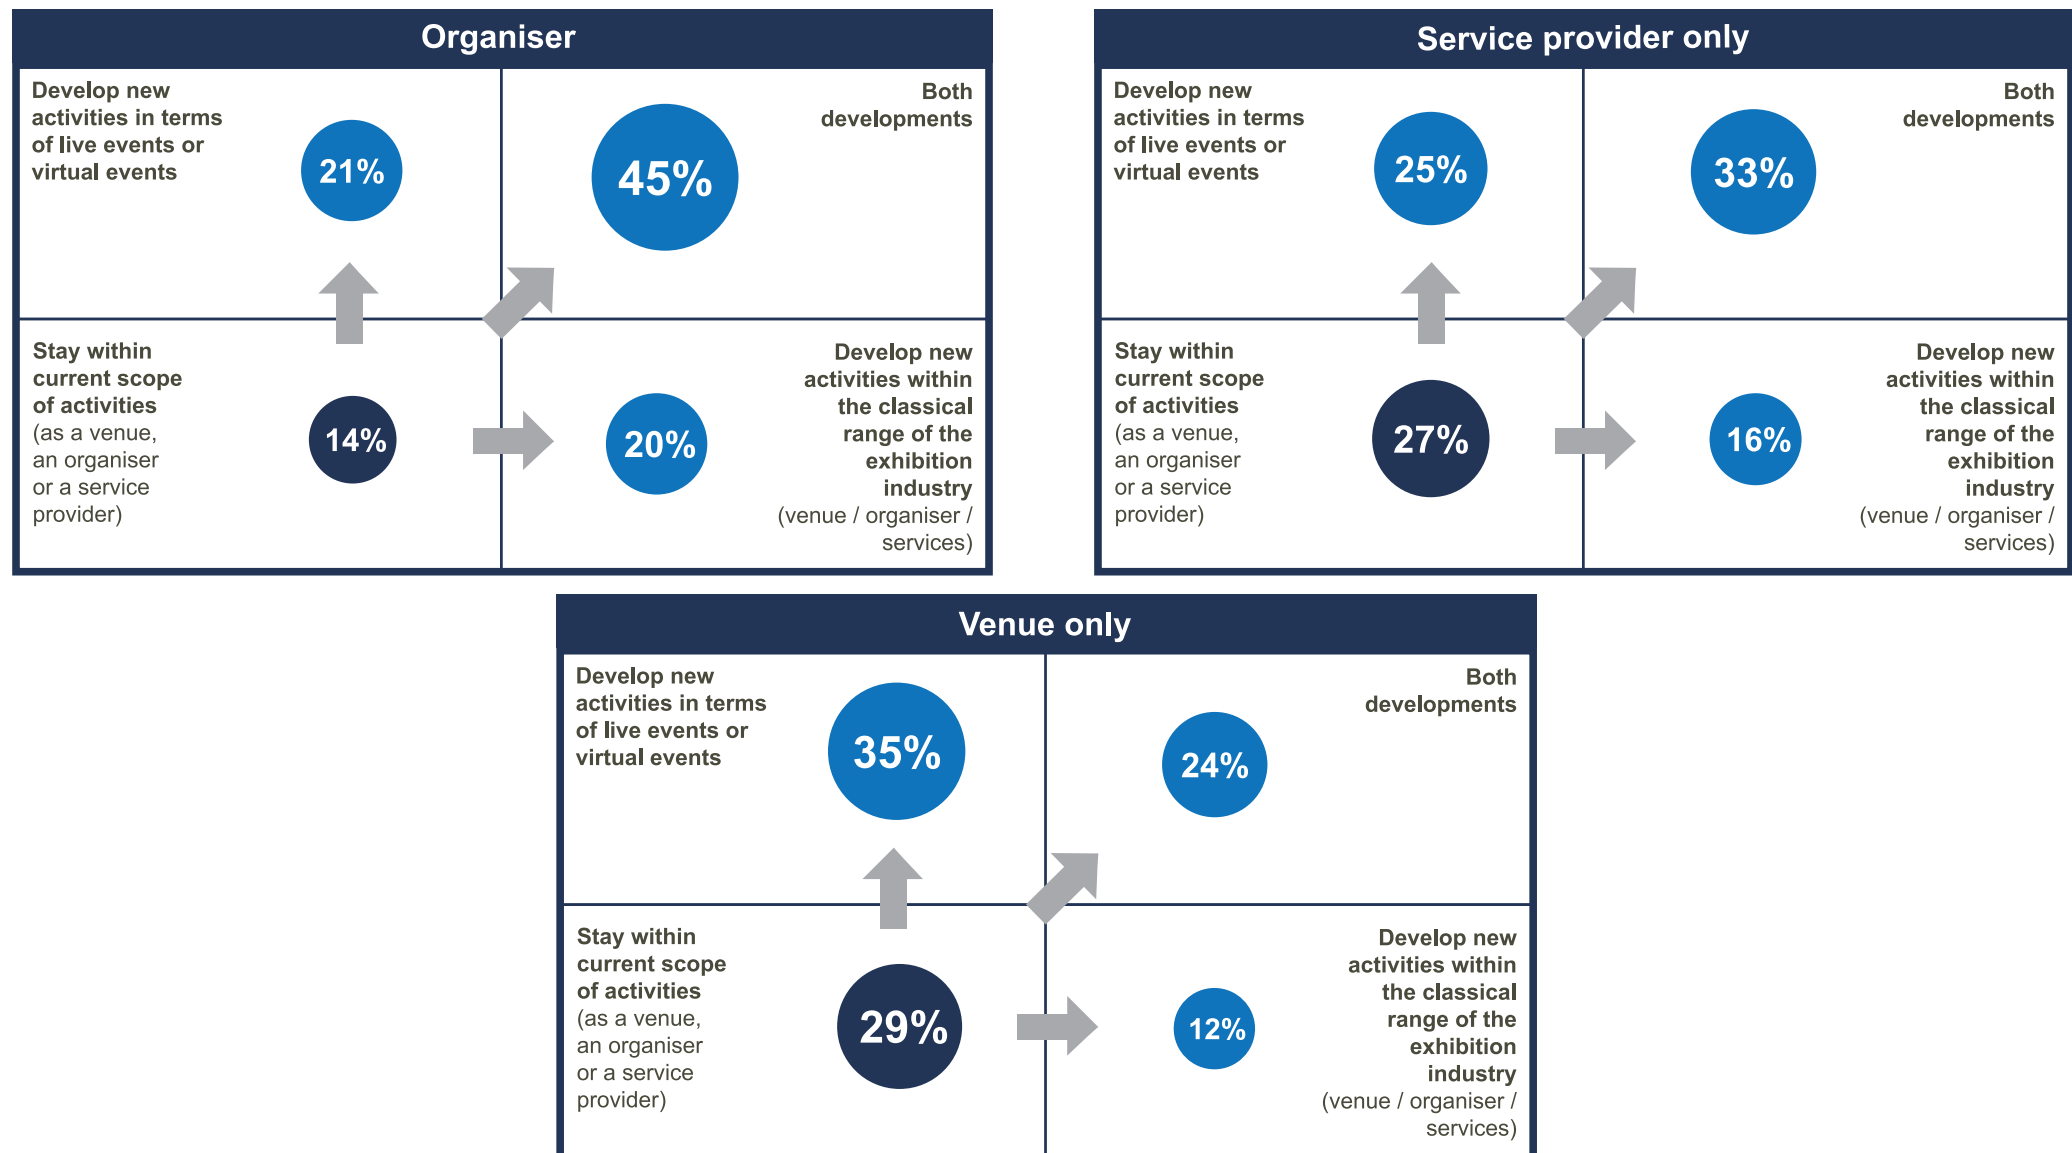 Organiser
Develop new
activities in terms
of live events or
virtual events
21%
45%
Both
developments
Stay within
current scope
of activities
(as a venue,
an organiser
or a service
provider)
14%
20%
Develop new
activities within
the classical
range of the
exhibition
industry
(venue / organiser /
services)
Service provider only
Develop new
activities in terms
of live events or
virtual events
25%
33%
Both
developments
Stay within
current scope
of activities
(as a venue,
an organiser
or a service
provider)
27%
16%
Develop new
activities within
the classical
range of the
exhibition
industry
(venue / organiser /
services)
Venue only
Develop new
activities in terms
of live events or
virtual events
35%
24%
Both
developments
Stay within
current scope
of activities
(as a venue,
an organiser
or a service
provider)
29%
12%
Develop new
activities within
the classical
range of the
exhibition
industry
(venue / organiser /
services)